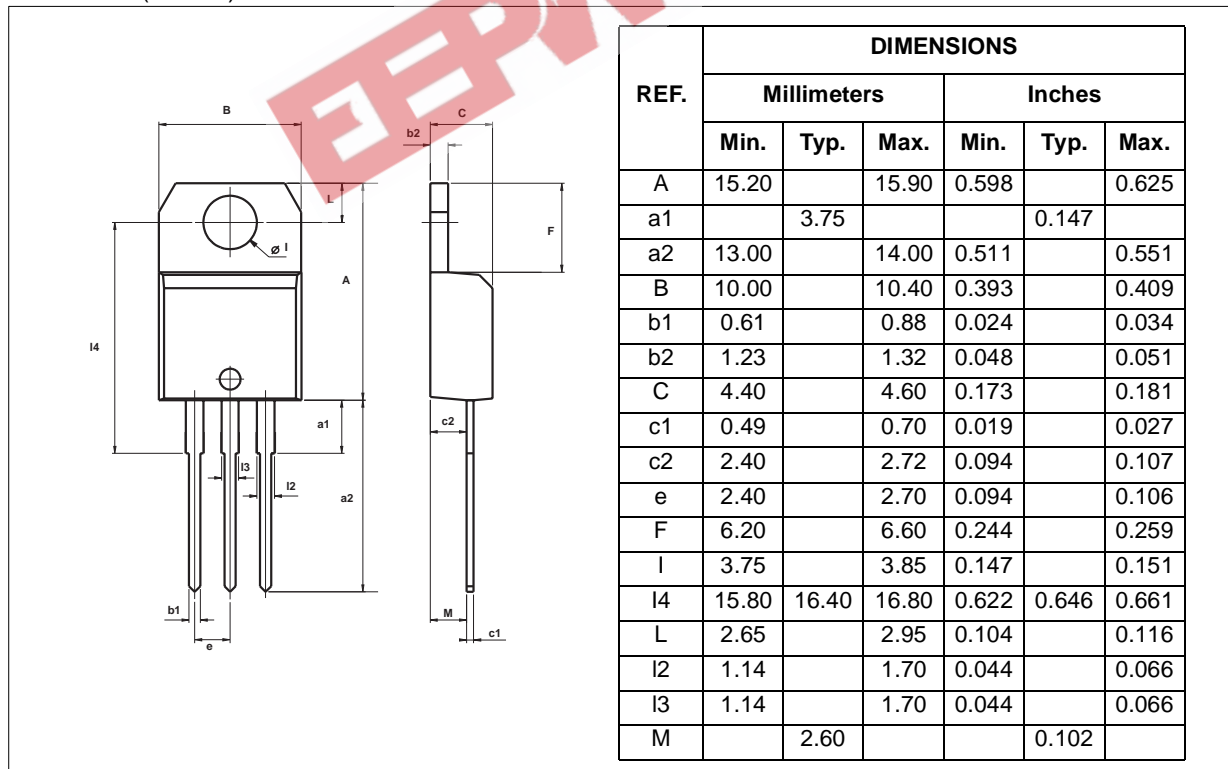 EEPW
B
C
b2
L
F
ø I
A
I4
a1
c2
I3
I2
a2
b1
M
e
c1
REF. DIMENSIONS
Millimeters Inches
Min. Typ. Max. Min. Typ. Max.
A 15.20 15.90 0.598 0.625
a1 3.75 0.147
a2 13.00 14.00 0.511 0.551
B 10.00 10.40 0.393 0.409
b1 0.61 0.88 0.024 0.034
b2 1.23 1.32 0.048 0.051
C 4.40 4.60 0.173 0.181
c1 0.49 0.70 0.019 0.027
c2 2.40 2.72 0.094 0.107
e 2.40 2.70 0.094 0.106
F 6.20 6.60 0.244 0.259
I 3.75 3.85 0.147 0.151
I4 15.80 16.40 16.80 0.622 0.646 0.661
L 2.65 2.95 0.104 0.116
I2 1.14 1.70 0.044 0.066
I3 1.14 1.70 0.044 0.066
M 2.60 0.102